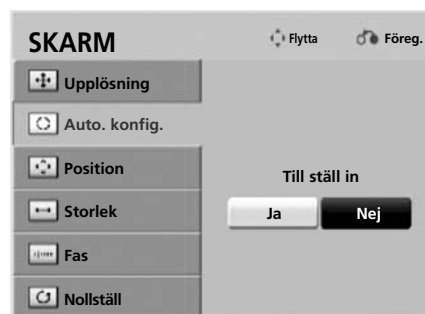 SKARM
Flytta
Föreg.
Upplösning
Auto. konfig.
Position
Storlek
Fas
Nollställ
Till ställ in
Ja
Nej